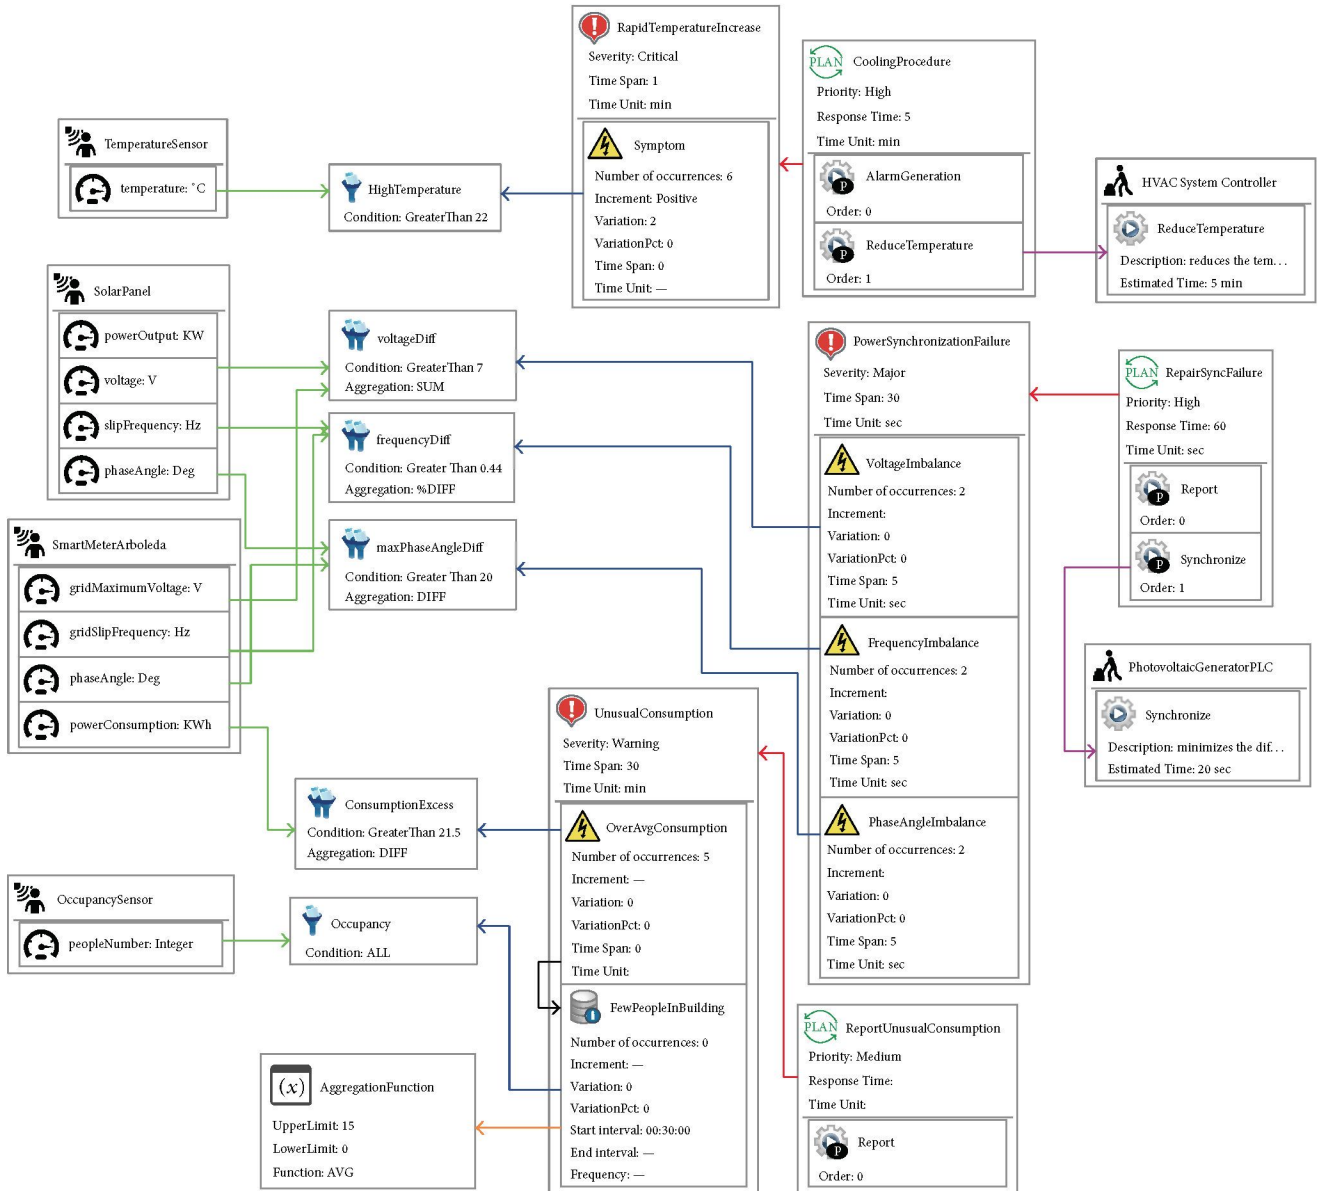 RapidTemperatureIncrease
Severity: Critical
Time Span: 1
Time Unit: min
Symptom
Number of occurrences: 6
Increment: Positive
Variation: 2
VariationPct: 0
Time Span: 0
Time Unit: —
PLAN
CoolingProcedure
Priority: High
Response Time: 5
Time Unit: min
P
AlarmGeneration
Order: 0
P
ReduceTemperature
Order: 1
TemperatureSensor
temperature: °C
HighTemperature
Condition: GreaterThan 22
HVAC System Controller
ReduceTemperature
Description: reduces the tem…
Estimated Time: 5 min
SolarPanel
powerOutput: KW
voltage: V
slipFrequency: Hz
phaseAngle: Deg
voltageDiff
Condition: GreaterThan 7
Aggregation: SUM
frequencyDiff
Condition: Greater Than 0.44
Aggregation: %DIFF
maxPhaseAngleDiff
Condition: Greater Than 20
Aggregation: DIFF
PowerSynchronizationFailure
Severity: Major
Time Span: 30
Time Unit: sec
VoltageImbalance
Number of occurrences: 2
Increment:
Variation: 0
VariationPct: 0
Time Span: 5
Time Unit: sec
FrequencyImbalance
Number of occurrences: 2
Increment:
Variation: 0
VariationPct: 0
Time Span: 5
Time Unit: sec
PhaseAngleImbalance
Number of occurrences: 2
Increment:
Variation: 0
VariationPct: 0
Time Span: 5
Time Unit: sec
PLAN
RepairSyncFailure
Priority: High
Response Time: 60
Time Unit: sec
P
Report
Order: 0
P
Synchronize
Order: 1
SmartMeterArboleda
gridMaximumVoltage: V
gridSlipFrequency: Hz
phaseAngle: Deg
powerConsumption: KWh
PhotovoltaicGeneratorPLC
Synchronize
Description: minimizes the dif…
Estimated Time: 20 sec
UnusualConsumption
Severity: Warning
Time Span: 30
Time Unit: min
OverAvgConsumption
Number of occurrences: 5
Increment: —
Variation: 0
VariationPct: 0
Time Span: 0
Time Unit:
FewPeopleInBuilding
Number of occurrences: 0
Increment: —
Variation: 0
VariationPct: 0
Start interval: 00:30:00
End interval: —
Frequency: —
ConsumptionExcess
Condition: GreaterThan 21.5
Aggregation: DIFF
OccupancySensor
peopleNumber: Integer
Occupancy
Condition: ALL
(x)
AggregationFunction
UpperLimit: 15
LowerLimit: 0
Function: AVG
PLAN
ReportUnusualConsumption
Priority: Medium
Response Time:
Time Unit:
P
Report
Order: 0